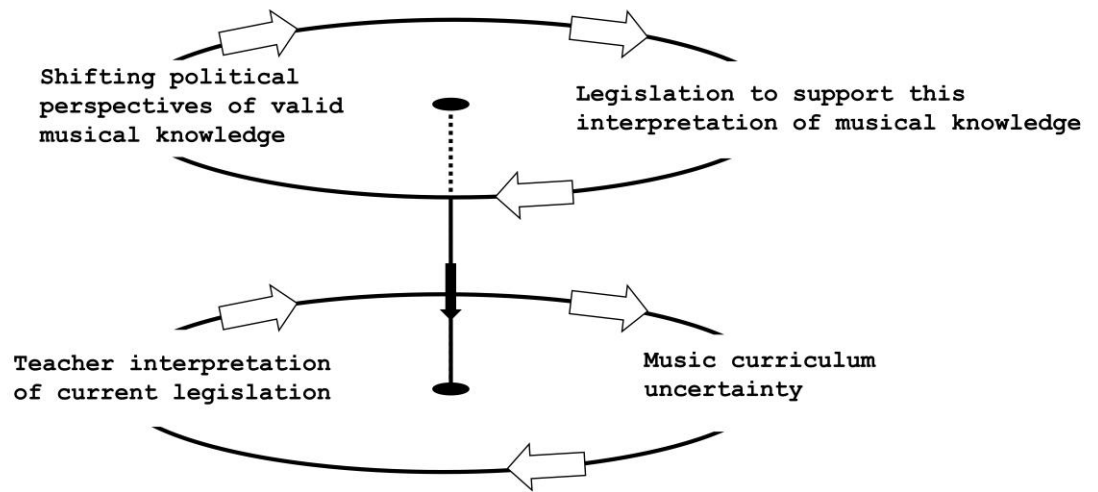 Shifting political
perspectives of valid
musical knowledge
Legislation to support this
interpretation of musical knowledge
Teacher interpretation
of current legislation
Music curriculum
uncertainty